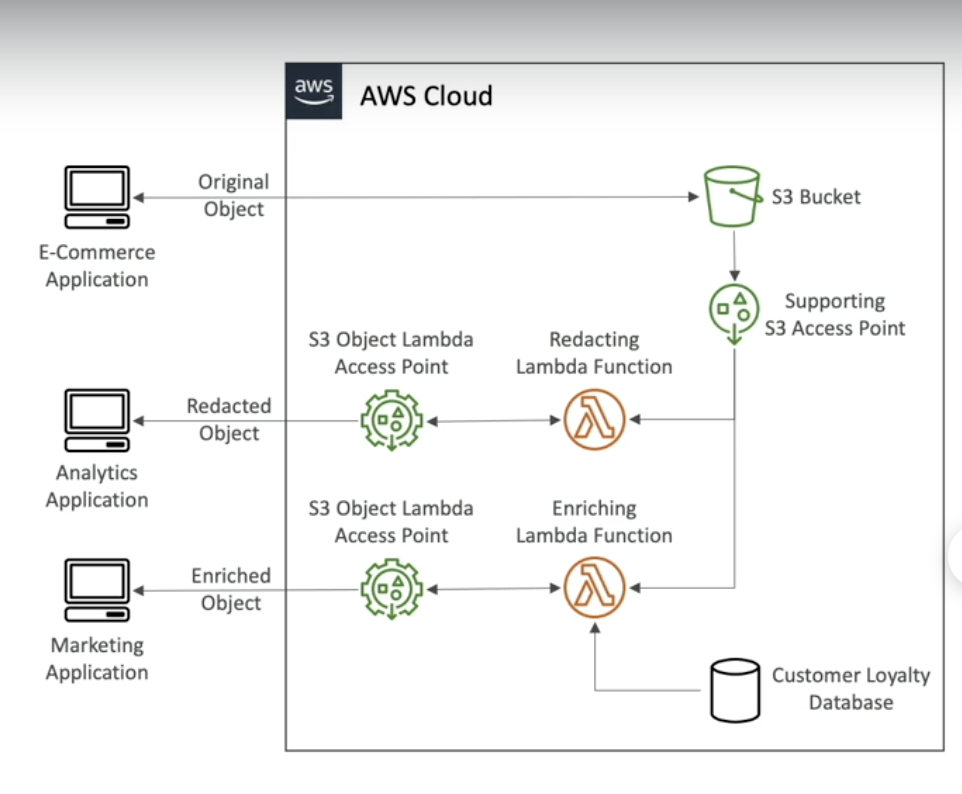 aws
AWS Cloud
Original
Object
S3 Bucket
E-Commerce
Application
Supporting
S3 Access Point
S3 Object Lambda
Access Point
Redacting
Lambda Function
Redacted
Object
Analytics
Application
S3 Object Lambda
Access Point
Enriching
Lambda Function
Enriched
Object
Marketing
Application
Customer Loyalty
Database